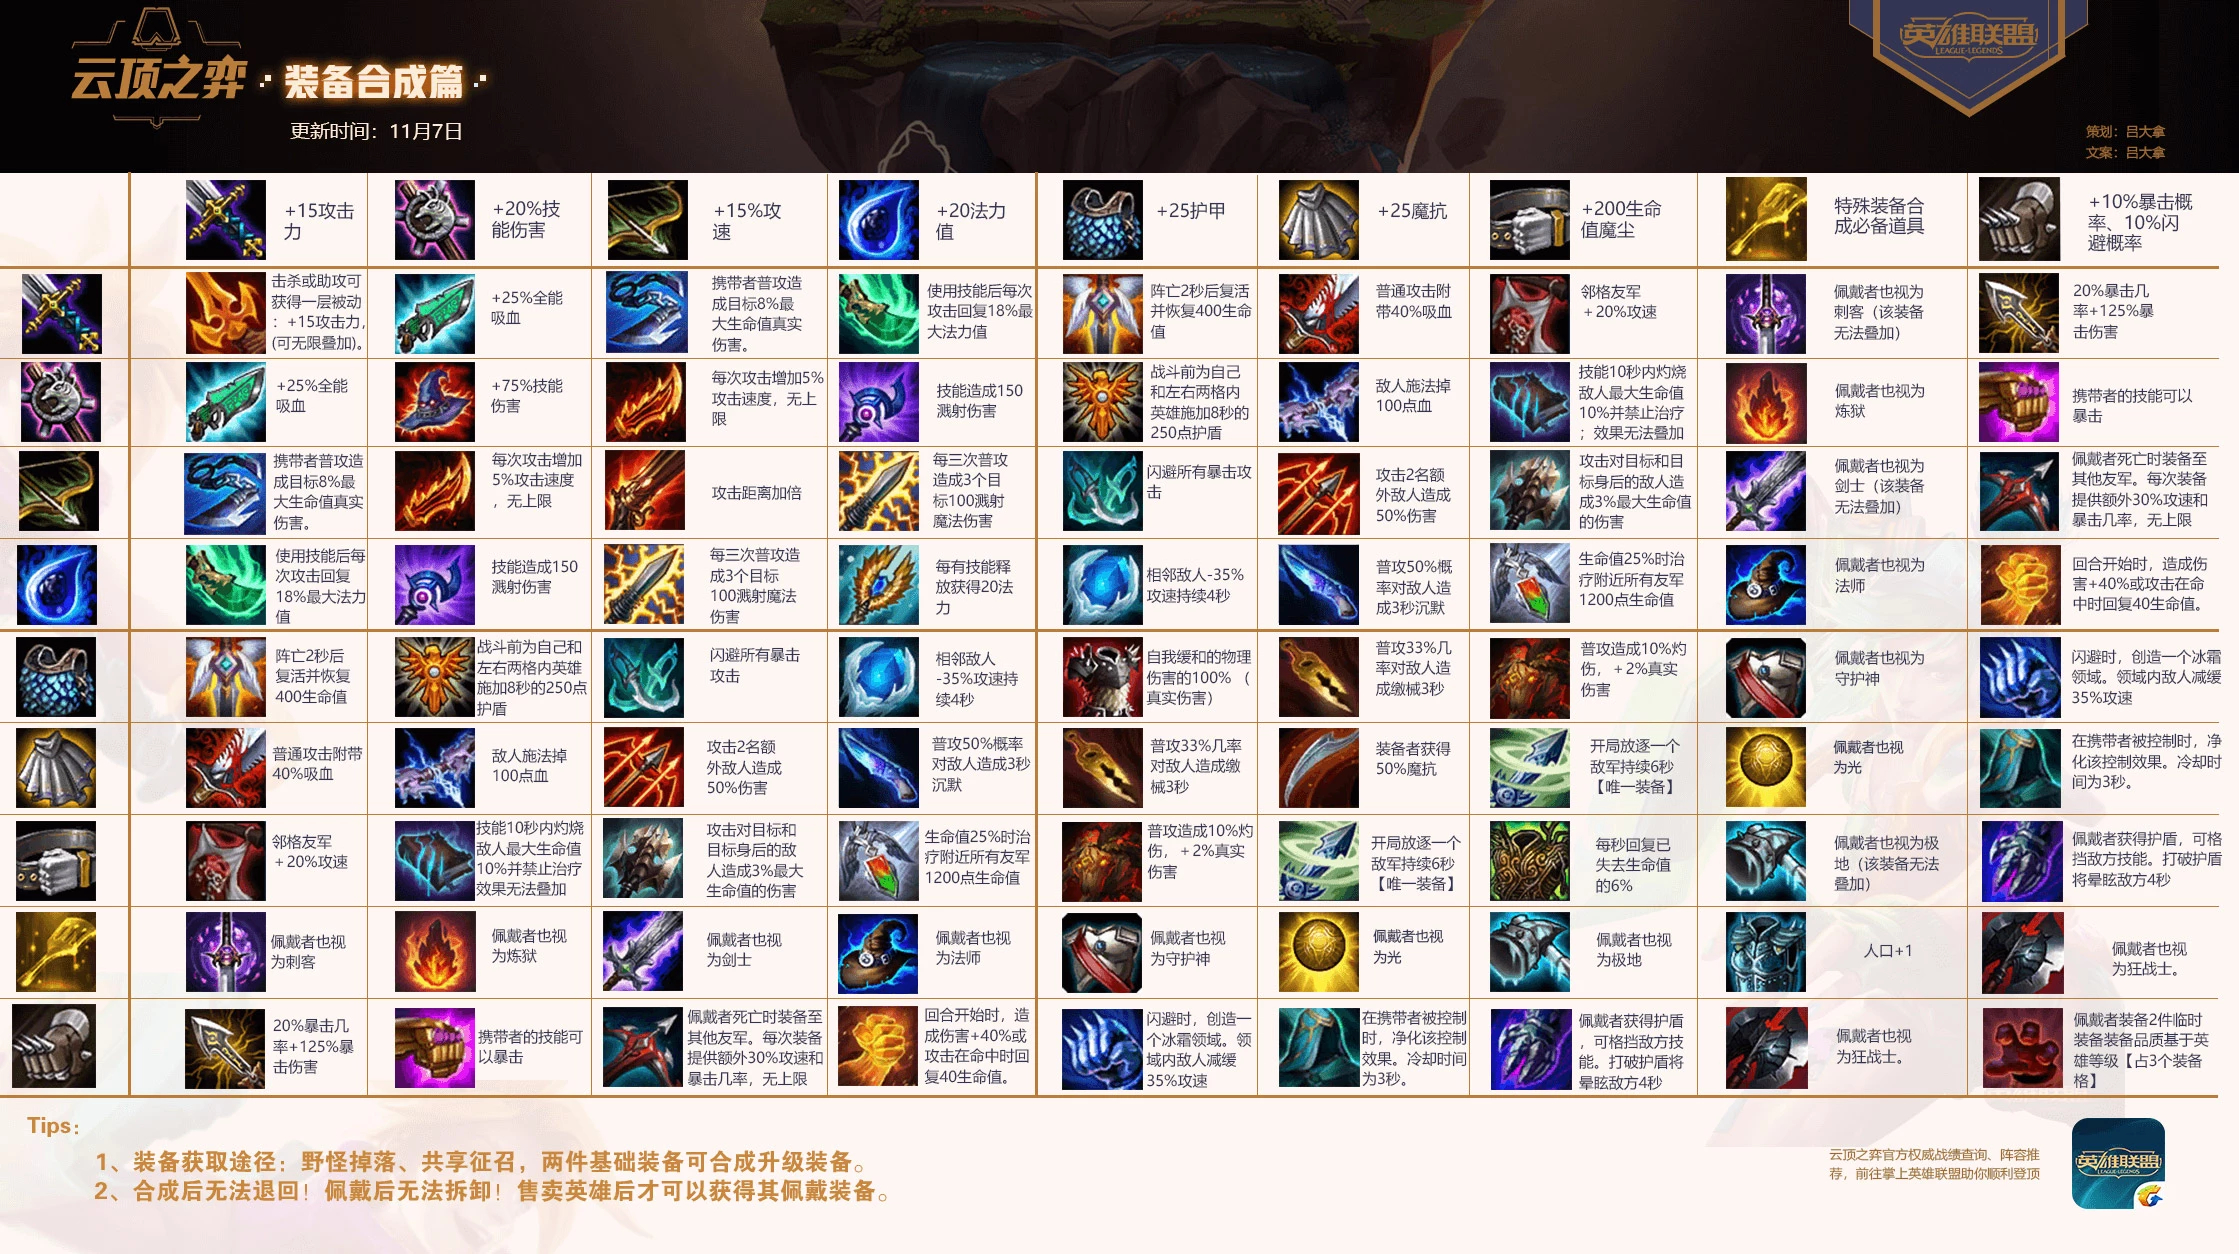 云顶之弈
·装备合成篇·
更新时间：11月7日
英雄联盟
LEAGUE·LEGENDS
策划：吕大拿
文案：吕大拿
+15攻击
力
+20%技
能伤害
+15%攻
速
+20法力
值
+25护甲
+25魔抗
+200生命
值魔尘
特殊装备合
成必备道具
+10%暴击概
率、10%闪
避概率
击杀或助攻可
获得一层被动
：+15攻击力，
(可无限叠加)。
+25%全能
吸血
携带者普攻造
成目标8%最
大生命值真实
伤害。
使用技能后每次
攻击回复18%最
大法力值
阵亡2秒后复活
并恢复400生命
值
普通攻击附
带40%吸血
邻格友军
＋20%攻速
佩戴者也视为
刺客（该装备
无法叠加）
20%暴击几
率+125%暴
击伤害
+25%全能
吸血
+75%技能
伤害
每次攻击增加5%
攻击速度，无上
限
技能造成150
溅射伤害
战斗前为自己
和左右两格内
英雄施加8秒的
250点护盾
敌人施法掉
100点血
技能10秒内灼烧
敌人最大生命值
10%并禁止治疗
；效果无法叠加
佩戴者也视为
炼狱
携带者的技能可以
暴击
携带者普攻造
成目标8%最
大生命值真实
伤害。
每次攻击增加
5%攻击速度
，无上限
攻击距离加倍
每三次普攻
造成3个目
标100溅射
魔法伤害
闪避所有暴击攻
击
攻击2名额
外敌人造成
50%伤害
攻击对目标和目
标身后的敌人造
成3%最大生命值
的伤害
佩戴者也视为
剑士（该装备
无法叠加）
佩戴者死亡时装备至
其他友军。每次装备
提供额外30%攻速和
暴击几率，无上限
使用技能后每
次攻击回复
18%最大法力
值
技能造成150
溅射伤害
每三次普攻造
成3个目标
100溅射魔法
伤害
每有技能释
放获得20法
力
相邻敌人-35%
攻速持续4秒
普攻50%概
率对敌人造
成3秒沉默
生命值25%时治
疗附近所有友军
1200点生命值
佩戴者也视为
法师
回合开始时，造成伤
害+40%或攻击在命
中时回复40生命值。
阵亡2秒后
复活并恢复
400生命值
战斗前为自己和
左右两格内英雄
施加8秒的250点
护盾
闪避所有暴击
攻击
相邻敌人
-35%攻速持
续4秒
自我缓和的物理
伤害的100% （
真实伤害）
普攻33%几
率对敌人造
成缴械3秒
普攻造成10%灼
伤，＋2%真实
伤害
佩戴者也视为
守护神
闪避时，创造一个冰霜
领域。领域内敌人减缓
35%攻速
普通攻击附带
40%吸血
敌人施法掉
100点血
攻击2名额
外敌人造成
50%伤害
普攻50%概率
对敌人造成3秒
沉默
普攻33%几率
对敌人造成缴
械3秒
装备者获得
50%魔抗
开局放逐一个
敌军持续6秒
【唯一装备】
佩戴者也视
为光
在携带者被控制时，净
化该控制效果。冷却时
间为3秒。
邻格友军
＋20%攻速
技能10秒内灼烧
敌人最大生命值
10%并禁止治疗
效果无法叠加
攻击对目标和
目标身后的敌
人造成3%最大
生命值的伤害
生命值25%时治
疗附近所有友军
1200点生命值
普攻造成10%灼
伤，＋2%真实
伤害
开局放逐一个
敌军持续6秒
【唯一装备】
每秒回复已
失去生命值
的6%
佩戴者也视为极
地（该装备无法
叠加）
佩戴者获得护盾，可格
挡敌方技能。打破护盾
将晕眩敌方4秒
佩戴者也视
为刺客
佩戴者也视
为炼狱
佩戴者也视
为剑士
佩戴者也视
为法师
佩戴者也视
为守护神
佩戴者也视
为光
佩戴者也视
为极地
人口+1
佩戴者也视
为狂战士。
20%暴击几
率+125%暴
击伤害
携带者的技能可
以暴击
佩戴者死亡时装备至
其他友军。每次装备
提供额外30%攻速和
暴击几率，无上限
回合开始时，造
成伤害+40%或
攻击在命中时回
复40生命值。
闪避时，创造一
个冰霜领域。领
域内敌人减缓
35%攻速
在携带者被控制
时，净化该控制
效果。冷却时间
为3秒。
佩戴者获得护盾
，可格挡敌方技
能。打破护盾将
晕眩敌方4秒
佩戴者也视
为狂战士。
佩戴者装备2件临时
装备装备品质基于英
雄等级【占3个装备
格】
Tips：
1、装备获取途径：野怪掉落、共享征召，两件基础装备可合成升级装备。
2、合成后无法退回！佩戴后无法拆卸！售卖英雄后才可以获得其佩戴装备。
云顶之弈官方权威战绩查询、阵容推
荐，前往掌上英雄联盟助你顺利登顶
英雄联盟
LEAGUE·LEGENDS